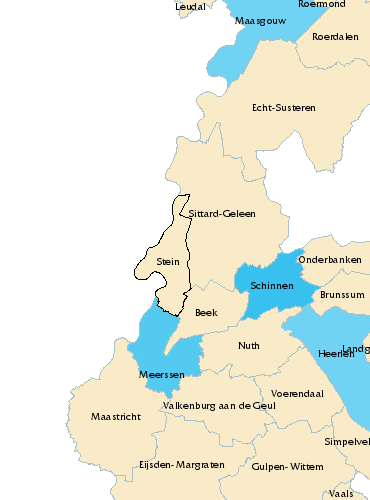 Leudal
Roermond
Maasgouw
Roerdalen
Echt-Susteren
Sittard-Geleen
Stein
Onderbanken
Schinnen
Brunssum
Beek
Nuth
Heerlen
Landg
Meerssen
Voerendaal
Valkenburg aan de Geul
Maastricht
Simpelvel
Eijsden-Margraten
Gulpen-Wittem
Vaals